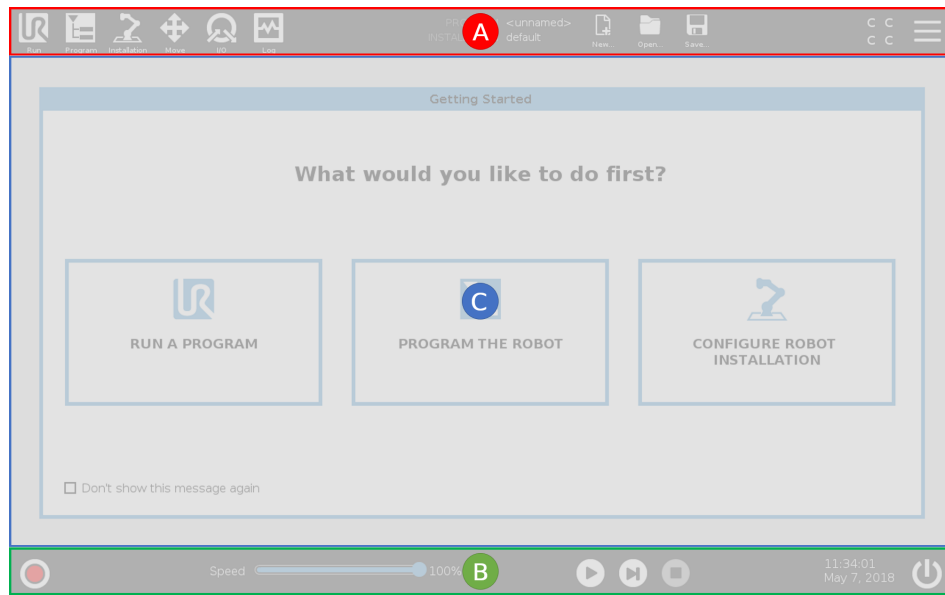 Run Program Installation Move I/O Log
PR <unnamed>
INSTAL default
A
New... Open... Save...
C C
C C
Getting Started
What would you like to do first?
C
RUN A PROGRAM
PROGRAM THE ROBOT
CONFIGURE ROBOT
INSTALLATION
Don't show this message again
Speed 100%
B
11:34:01
May 7, 2018